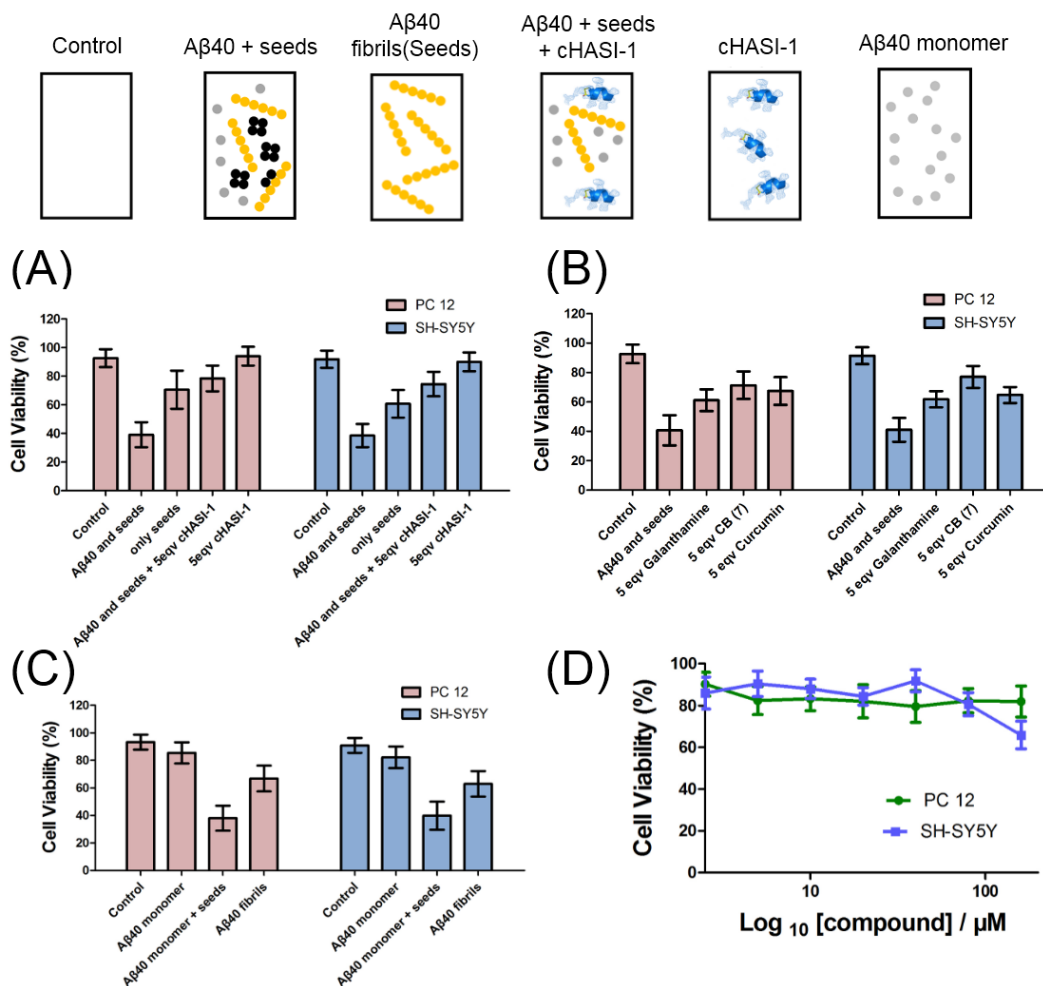 Control
Aβ40 + seeds
Aβ40
fibrils(Seeds)
Aβ40 + seeds
+ cHASI-1
cHASI-1
Aβ40 monomer
(A)
PC 12
SH-SY5Y
Cell Viability (%)
120
100
80
60
40
20
0
Control
Aβ40 and seeds
only seeds
Aβ40 and seeds + 5eqv cHASI-1
5eqv cHASI-1
Control
Aβ40 and seeds
only seeds
Aβ40 and seeds + 5eqv cHASI-1
5eqv cHASI-1
(B)
PC 12
SH-SY5Y
Cell Viability (%)
120
100
80
60
40
20
0
Control
Aβ40 and seeds
5 eqv Galanthamine
5 eqv CB (7)
5 eqv Curcumin
Control
Aβ40 and seeds
5 eqv Galanthamine
5 eqv CB (7)
5 eqv Curcumin
(C)
PC 12
SH-SY5Y
Cell Viability (%)
120
100
80
60
40
20
0
Control
Aβ40 monomer
Aβ40 monomer + seeds
Aβ40 fibrils
Control
Aβ40 monomer
Aβ40 monomer + seeds
Aβ40 fibrils
(D)
Cell Viability (%)
100
80
60
40
20
0
PC 12
SH-SY5Y
10
100
Log 10 [compound] / μM